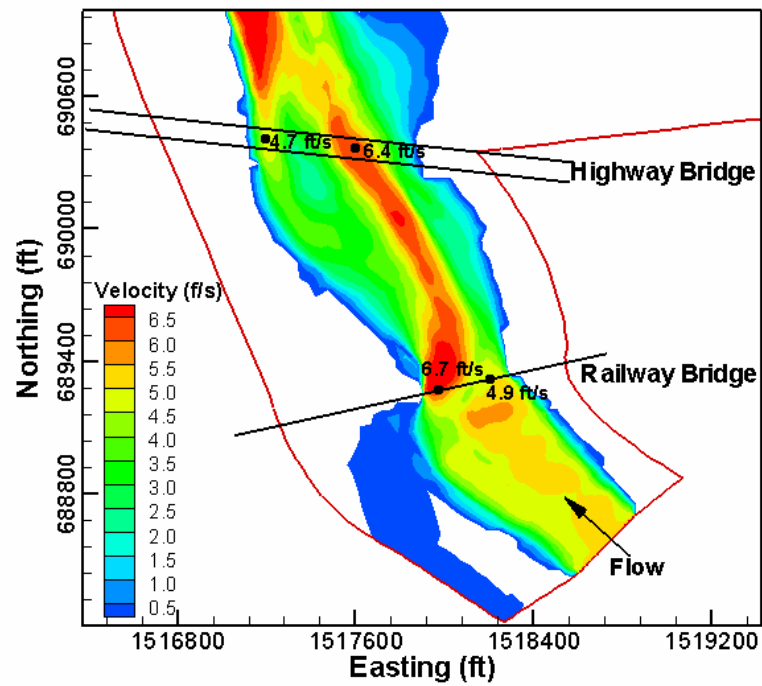 690600
4.7 ft/s
6.4 ft/s
Highway Bridge
690000
Northing (ft)
Velocity (f/s)
6.5
6.0
5.5
5.0
4.5
4.0
3.5
3.0
2.5
2.0
1.5
1.0
0.5
689400
6.7 ft/s
4.9 ft/s
Railway Bridge
688800
Flow
1516800
1517600
1518400
1519200
Easting (ft)